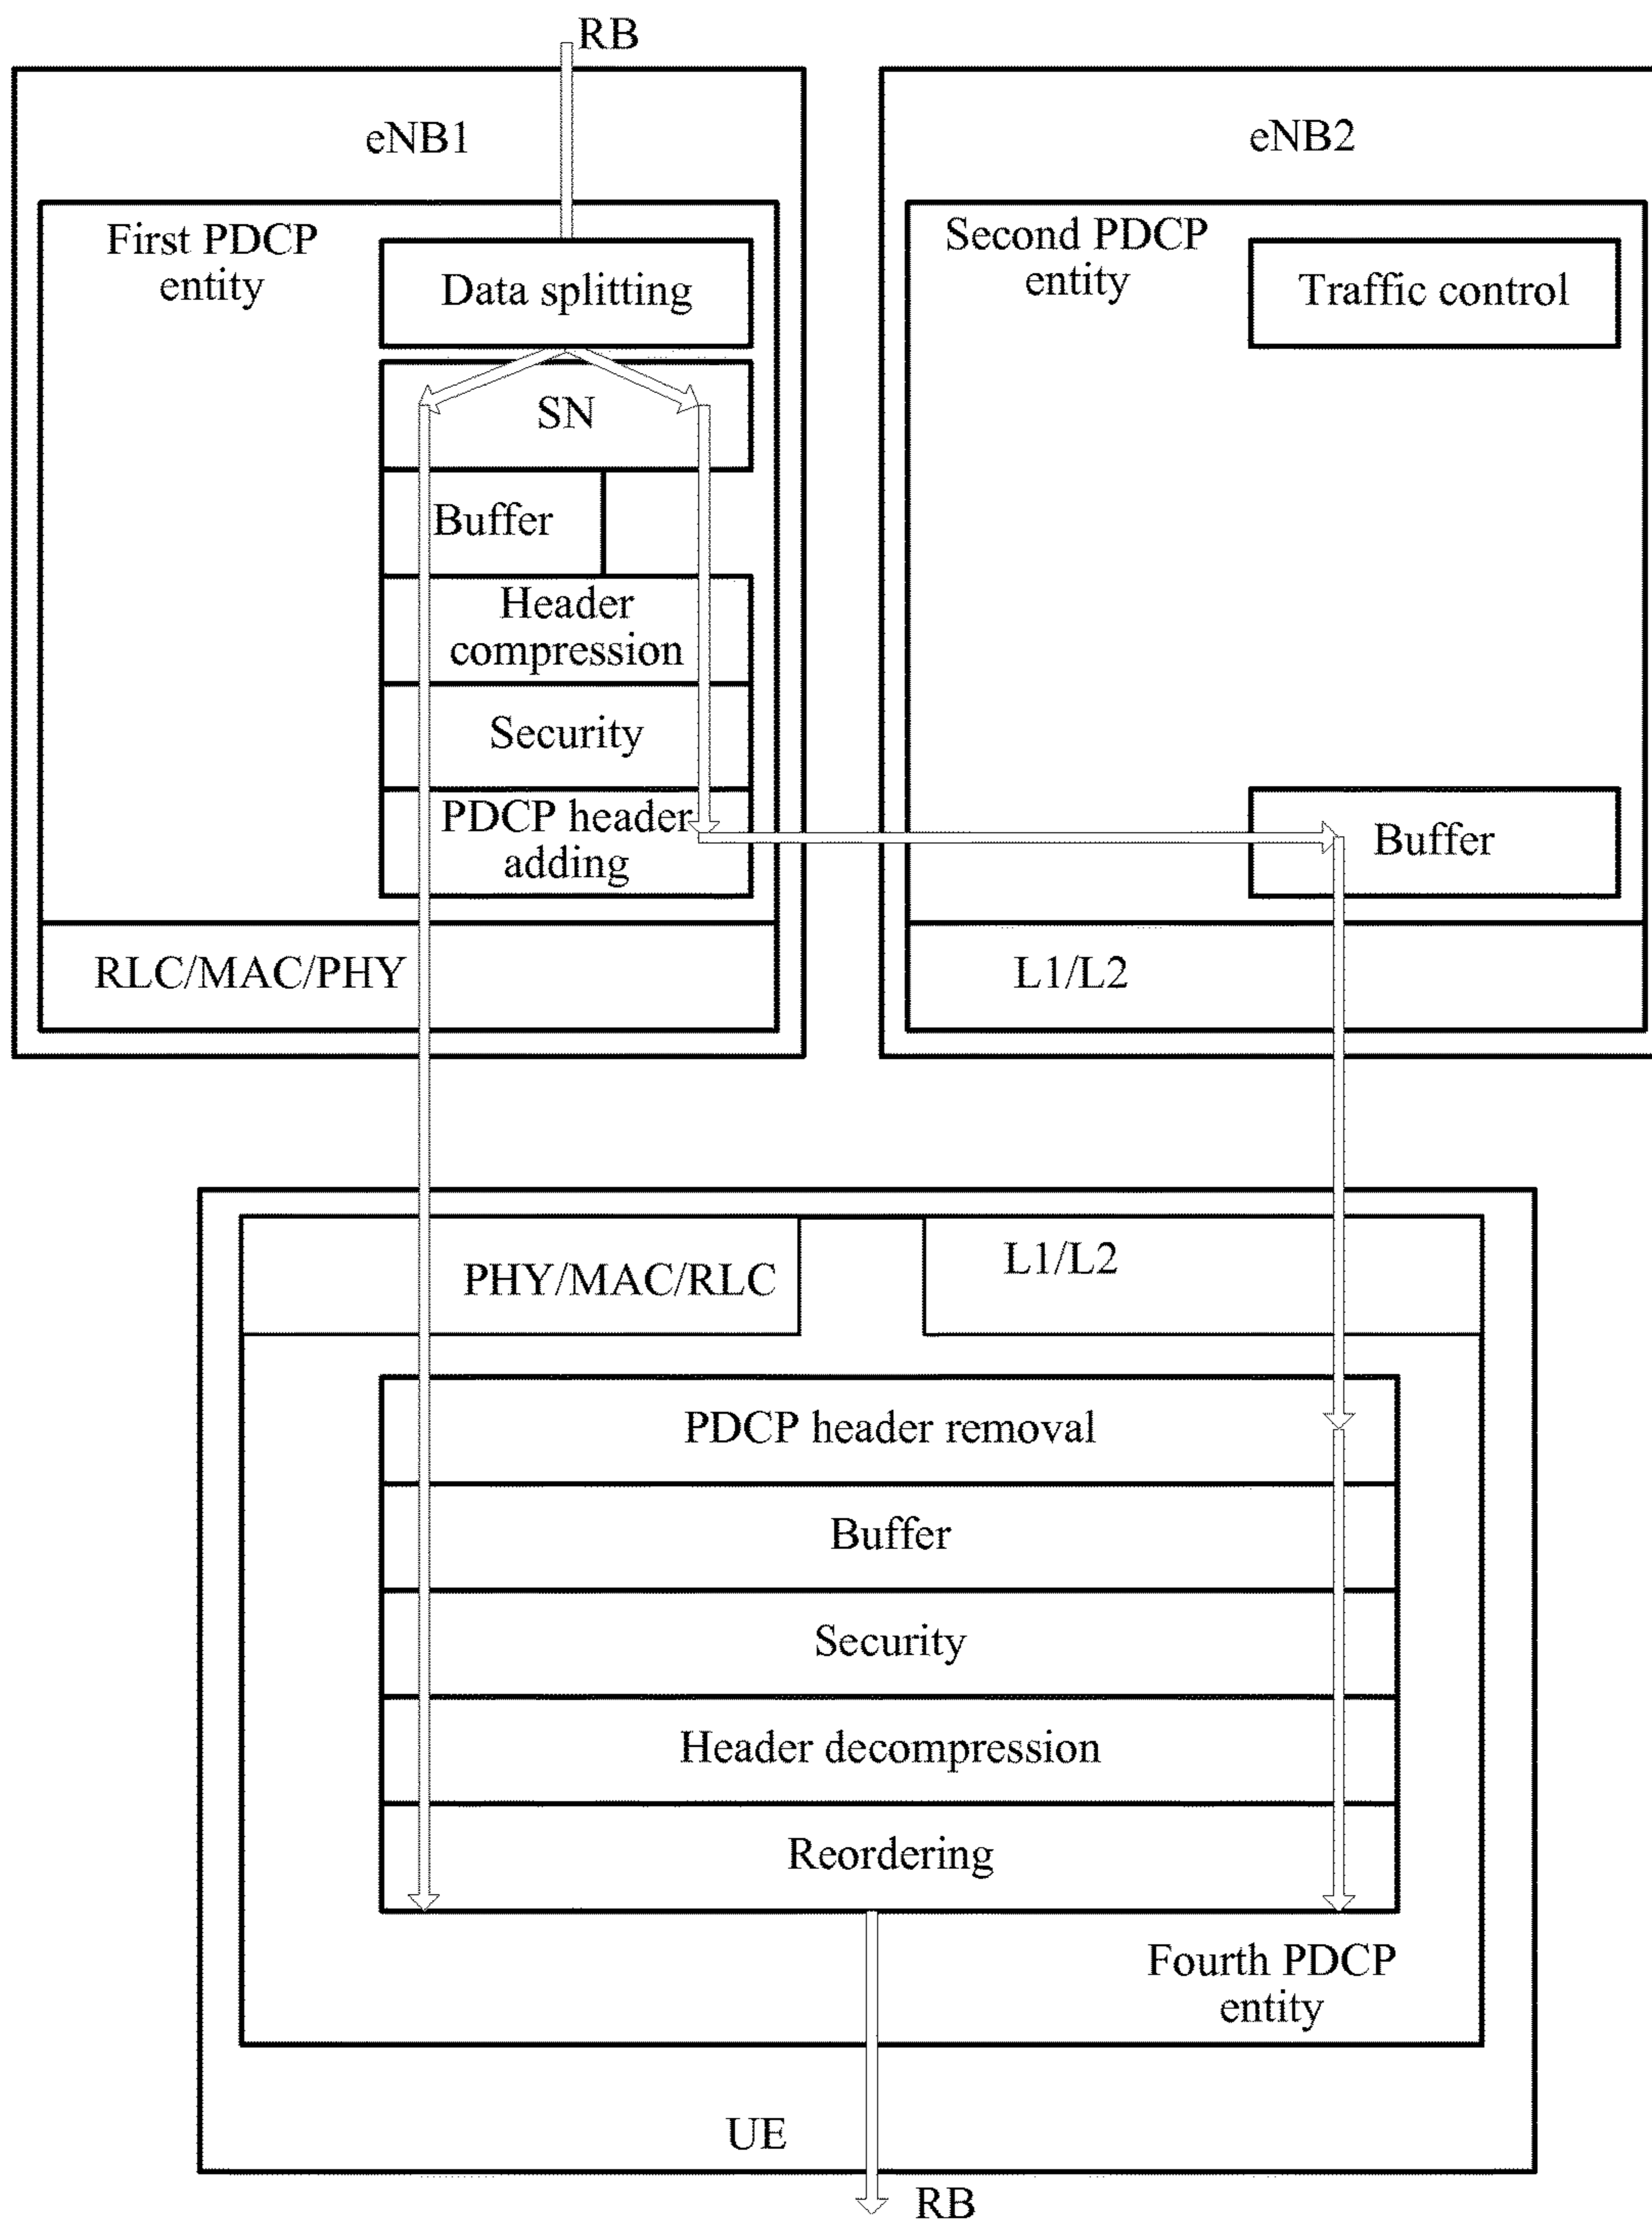 RB
eNB1
First PDCP
entity
Data splitting
SN
Buffer
Header
compression
Security
PDCP header
adding
RLC/MAC/PHY
eNB2
Second PDCP
entity
Traffic control
Buffer
L1/L2
PHY/MAC/RLC
L1/L2
PDCP header removal
Buffer
Security
Header decompression
Reordering
Fourth PDCP
entity
UE
RB